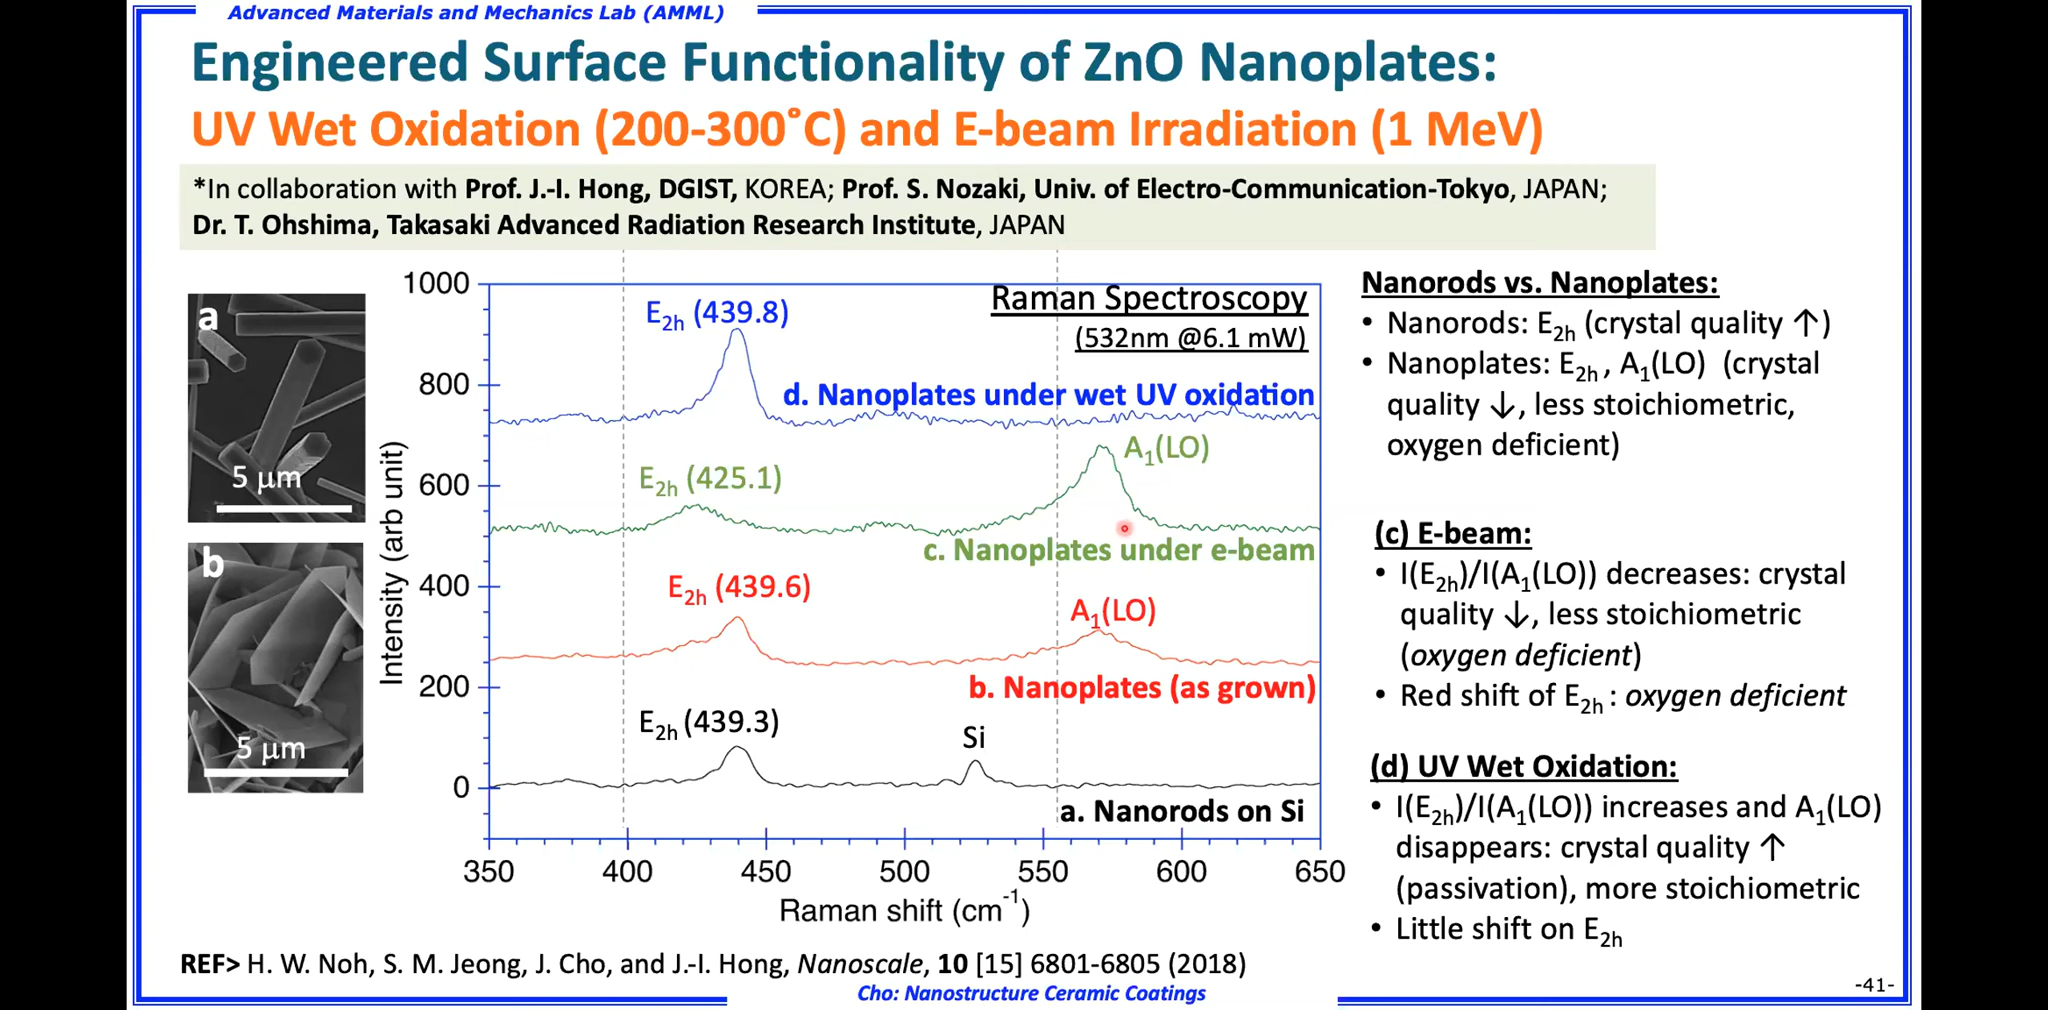 Advanced Materials and Mechanics Lab (AMML)
Engineered Surface Functionality of ZnO Nanoplates:
UV Wet Oxidation (200-300˚C) and E-beam Irradiation (1 MeV)
*In collaboration with Prof. J.-I. Hong, DGIST, KOREA; Prof. S. Nozaki, Univ. of Electro-Communication-Tokyo, JAPAN;
Dr. T. Ohshima, Takasaki Advanced Radiation Research Institute, JAPAN
a
5 μm
b
5 μm
Intensity (arb unit)
1000
800
600
400
200
0
Raman Spectroscopy
(532nm @6.1 mW)
E2h (439.8)
d. Nanoplates under wet UV oxidation
A1(LO)
E2h (425.1)
c. Nanoplates under e-beam
E2h (439.6)
A1(LO)
b. Nanoplates (as grown)
E2h (439.3)
Si
a. Nanorods on Si
350 400 450 500 550 600 650
Raman shift (cm-1)
Nanorods vs. Nanoplates:
• Nanorods: E2h (crystal quality ↑)
• Nanoplates: E2h , A1(LO) (crystal
quality ↓, less stoichiometric,
oxygen deficient)
(c) E-beam:
• I(E2h)/I(A1(LO)) decreases: crystal
quality ↓, less stoichiometric
(oxygen deficient)
• Red shift of E2h : oxygen deficient
(d) UV Wet Oxidation:
• I(E2h)/I(A1(LO)) increases and A1(LO)
disappears: crystal quality ↑
(passivation), more stoichiometric
• Little shift on E2h
REF> H. W. Noh, S. M. Jeong, J. Cho, and J.-I. Hong, Nanoscale, 10 [15] 6801-6805 (2018)
Cho: Nanostructure Ceramic Coatings
-41-